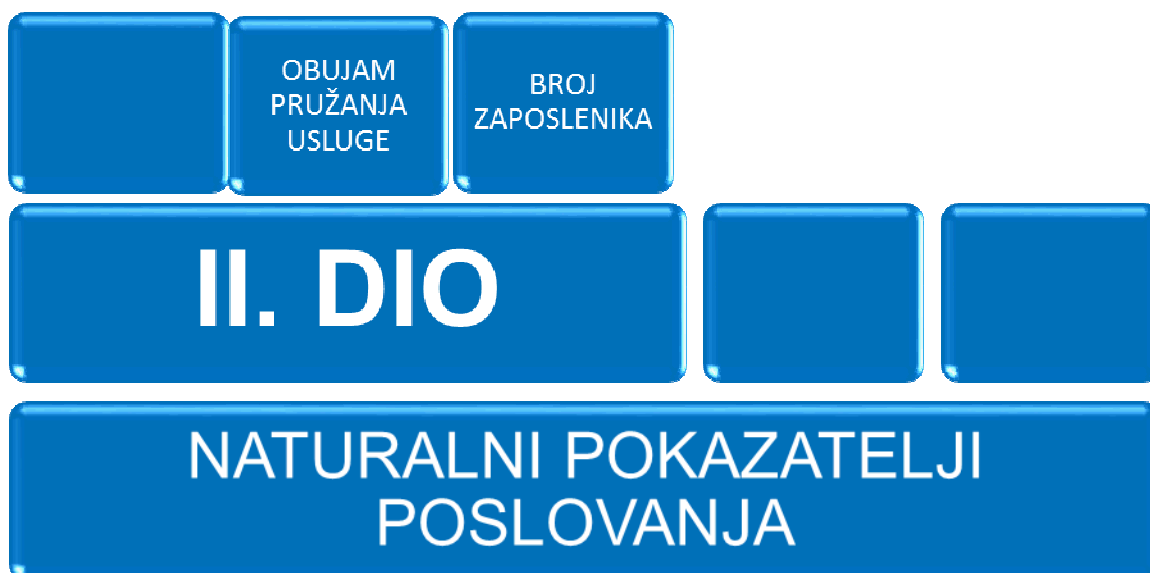 OBUJAM
PRUŽANJA
USLUGE
BROJ
ZAPOSLENIKA
II. DIO
NATURALNI POKAZATELJI
POSLOVANJA